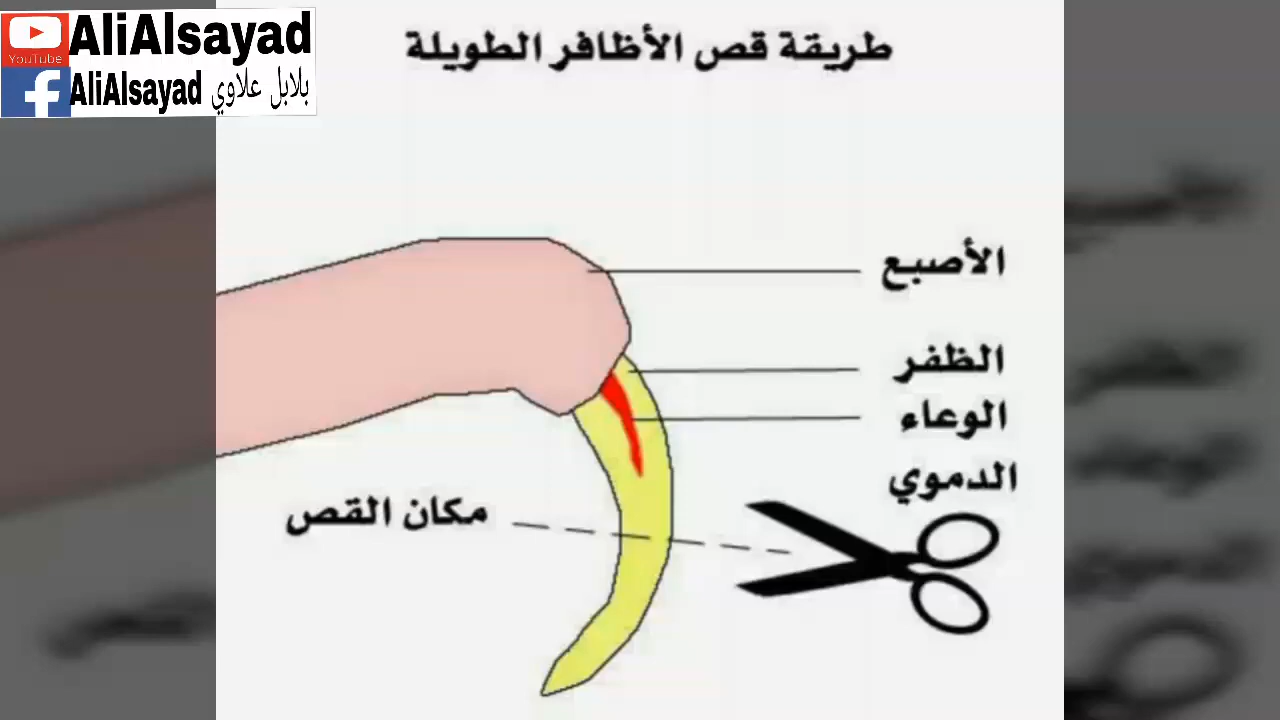 AliAlsayad
YouTube
AliAlsayad بلابل علاوي
طريقة قص الأظافر الطويلة
الأصبع
الظفر
الوعاء
الدموي
مكان القص